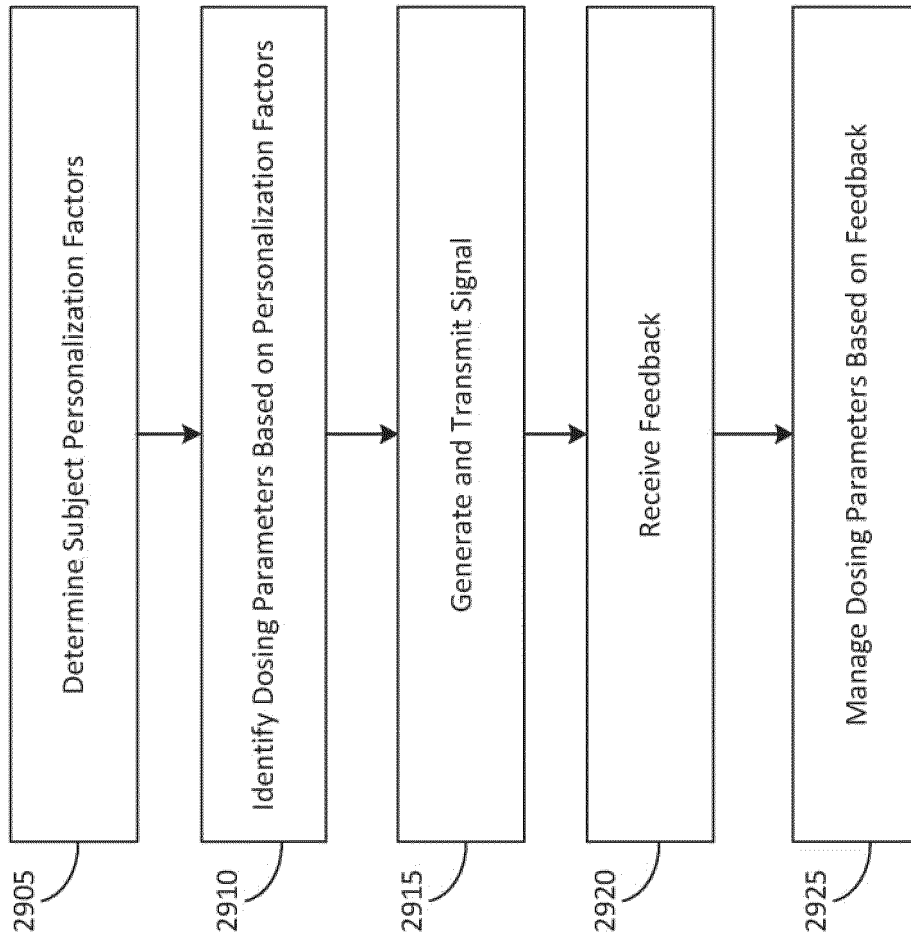 2905
Determine Subject Personalization Factors
2910
Identify Dosing Parameters Based on Personalization Factors
2915
Generate and Transmit Signal
2920
Receive Feedback
2925
Manage Dosing Parameters Based on Feedback